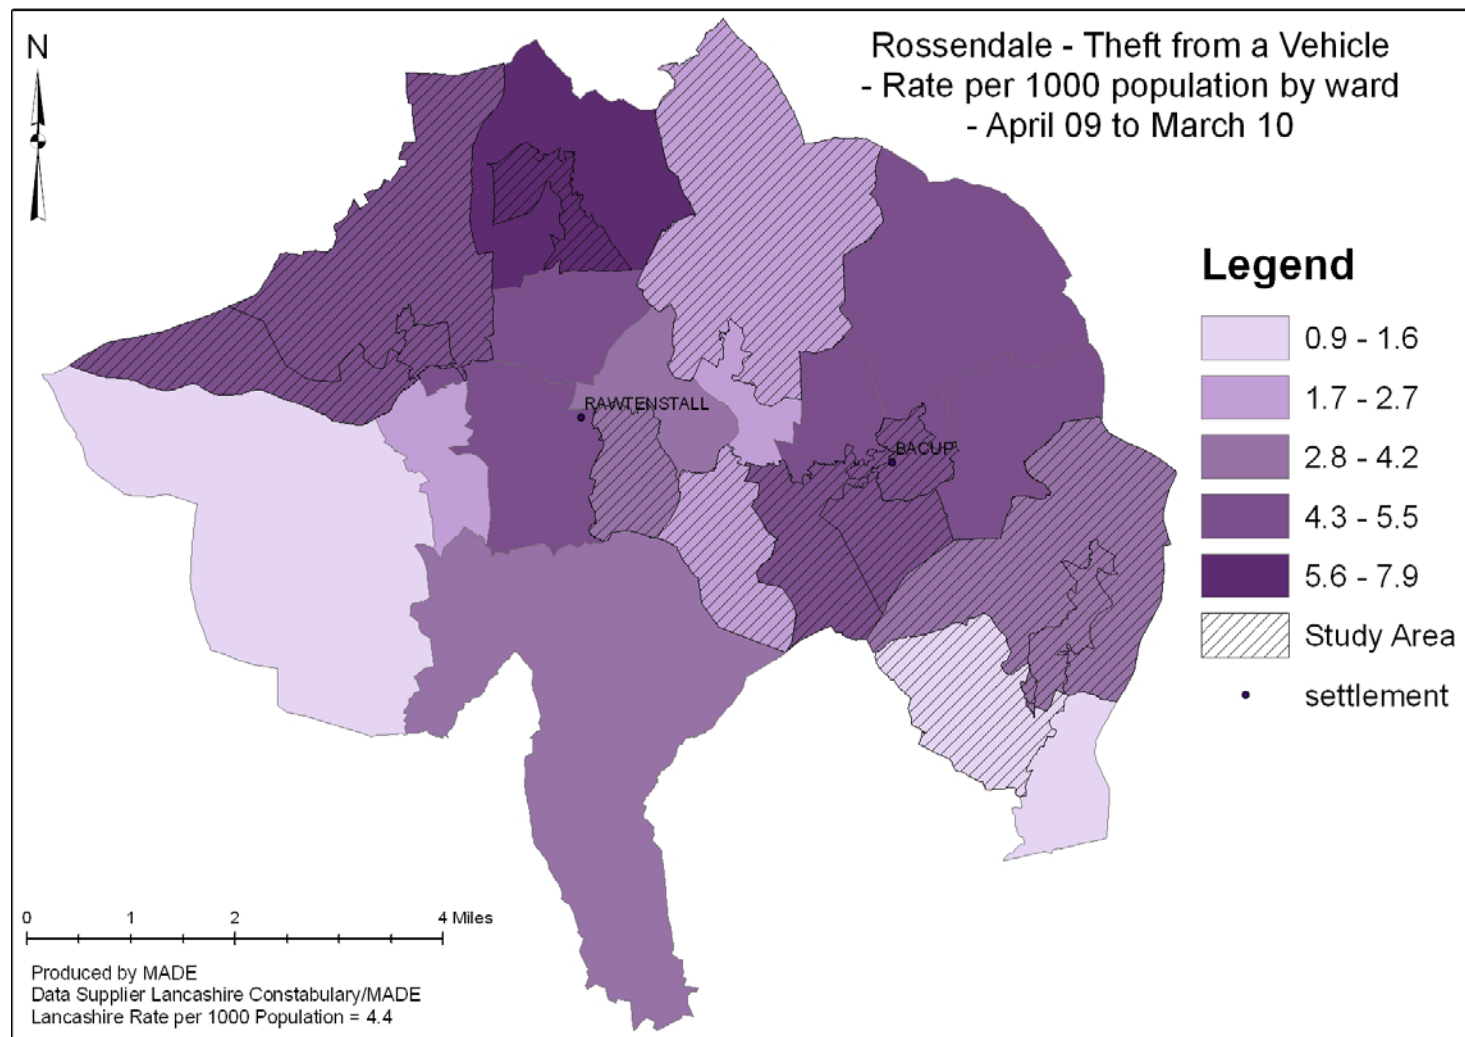 N
Rossendale - Theft from a Vehicle
- Rate per 1000 population by ward
- April 09 to March 10
Legend
0.9 - 1.6
1.7 - 2.7
2.8 - 4.2
4.3 - 5.5
5.6 - 7.9
Study Area
settlement
RAWTENSTALL
BACUP
0 1 2 4 Miles
Produced by MADE
Data Supplier Lancashire Constabulary/MADE
Lancashire Rate per 1000 Population = 4.4